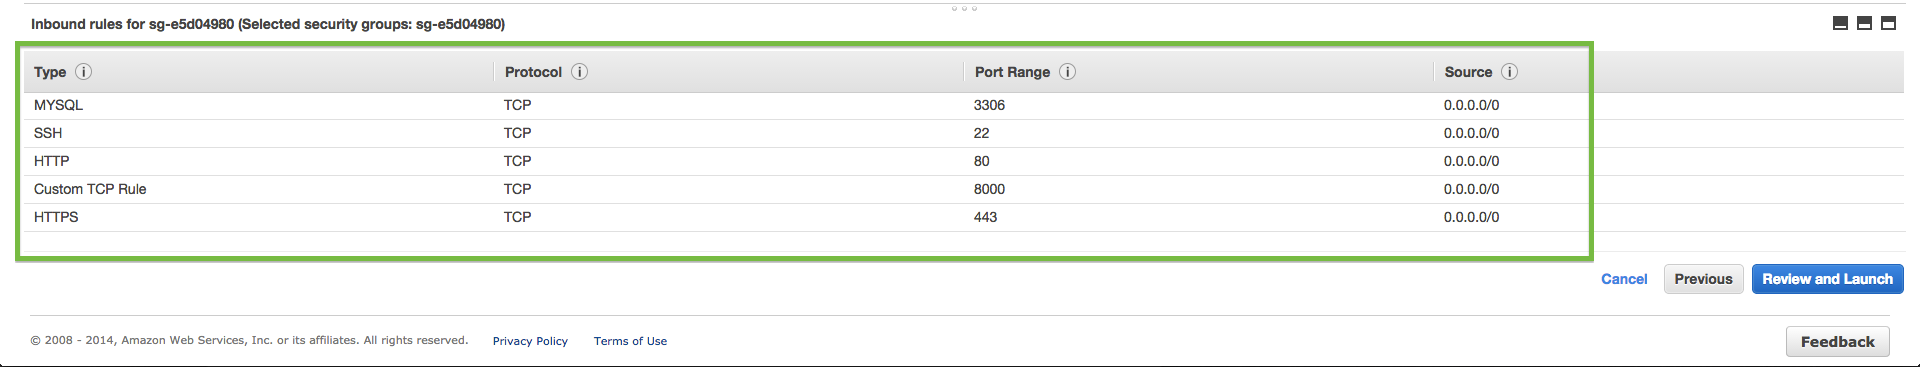 Inbound rules for sg-e5d04980 (Selected security groups: sg-e5d04980)
Type Protocol Port Range Source
MYSQL TCP 3306 0.0.0.0/0
SSH TCP 22 0.0.0.0/0
HTTP TCP 80 0.0.0.0/0
Custom TCP Rule TCP 8000 0.0.0.0/0
HTTPS TCP 443 0.0.0.0/0
Cancel Previous Review and Launch
© 2008 - 2014, Amazon Web Services, Inc. or its affiliates. All rights reserved. Privacy Policy Terms of Use Feedback